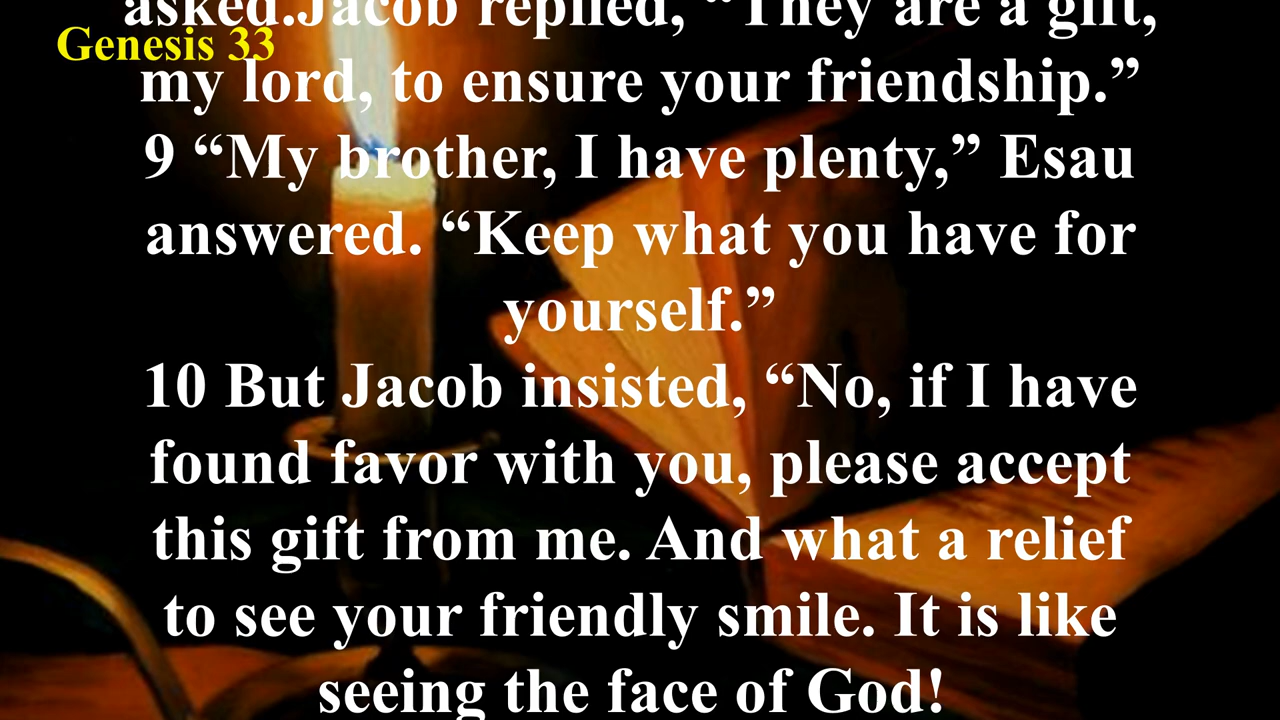 asked.Jacob replied, “They are a gift,
Genesis 33
my lord, to ensure your friendship.”
9 “My brother, I have plenty,” Esau
answered. “Keep what you have for
yourself.”
10 But Jacob insisted, “No, if I have
found favor with you, please accept
this gift from me. And what a relief
to see your friendly smile. It is like
seeing the face of God!